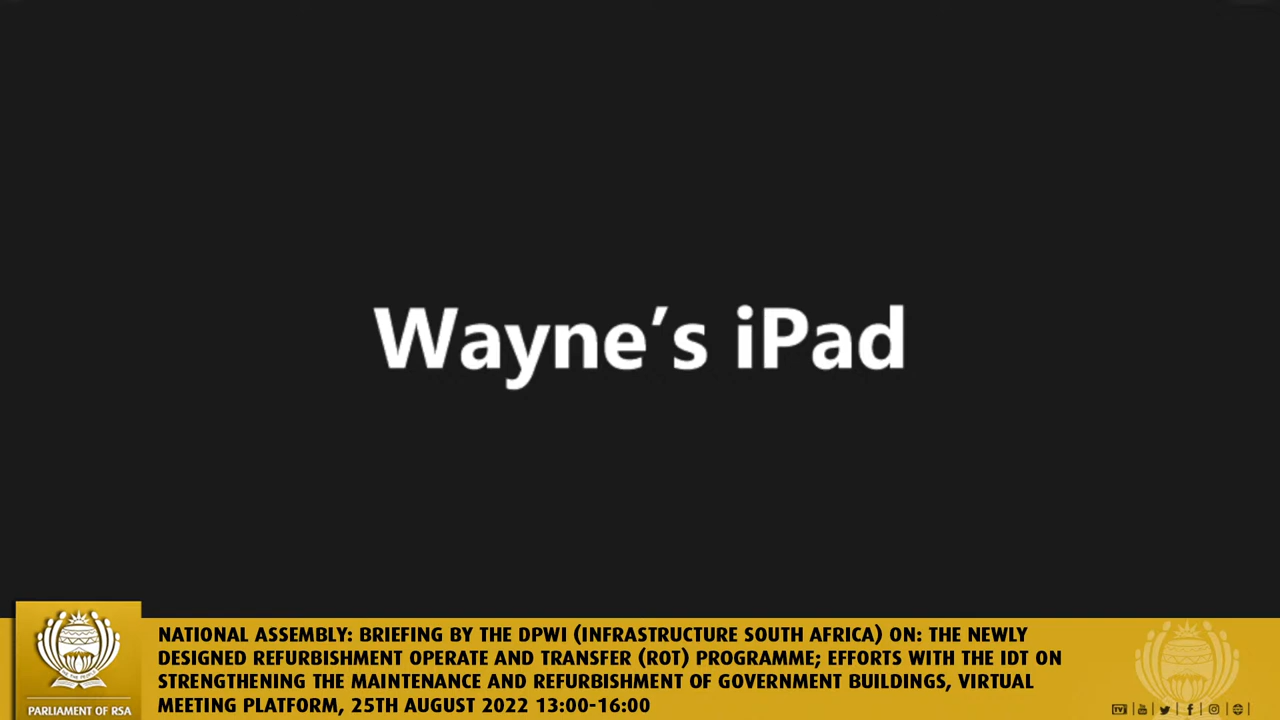 Wayne's iPad
NATIONAL ASSEMBLY: BRIEFING BY THE DPWI (INFRASTRUCTURE SOUTH AFRICA) ON: THE NEWLY
DESIGNED REFURBISHMENT OPERATE AND TRANSFER (ROT) PROGRAMME; EFFORTS WITH THE IDT ON
STRENGTHENING THE MAINTENANCE AND REFURBISHMENT OF GOVERNMENT BUILDINGS, VIRTUAL
MEETING PLATFORM, 25TH AUGUST 2022 13:00-16:00
PARLIAMENT OF RSA